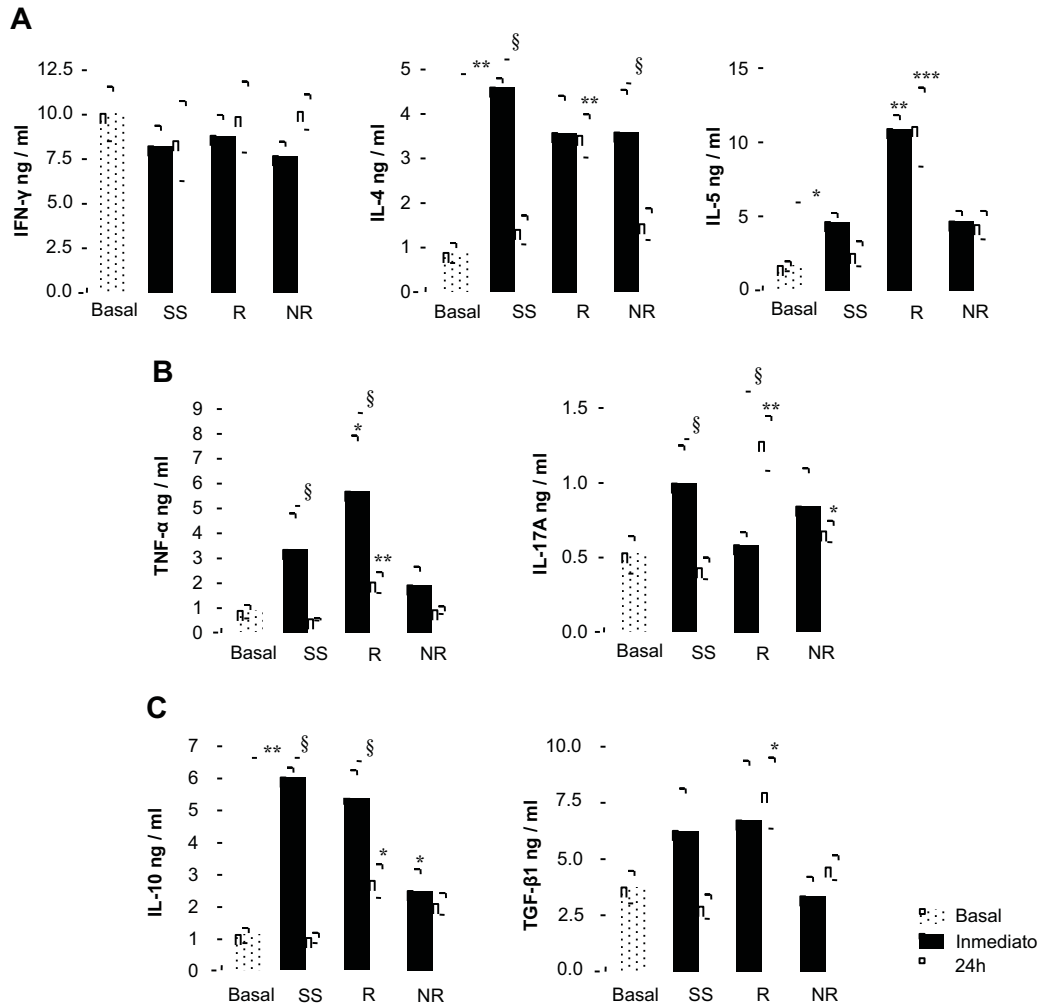 A
IFN-γ ng / ml
12.5
10.0
7.5
5.0
2.5
0.0
Basal SS R NR
IL-4 ng / ml
5
4
3
2
1
0
** § ** §
Basal SS R NR
IL-5 ng / ml
15
10
5
0
* ** ***
Basal SS R NR
B
TNF-α ng / ml
9
8
7
6
5
4
3
2
1
0
§ * § **
Basal SS R NR
IL-17A ng / ml
1.5
1.0
0.5
0.0
§ § ** *
Basal SS R NR
C
IL-10 ng / ml
7
6
5
4
3
2
1
0
** § § * *
Basal SS R NR
TGF-β1 ng / ml
10.0
7.5
5.0
2.5
0.0
*
Basal SS R NR
Basal
Inmediato
24h